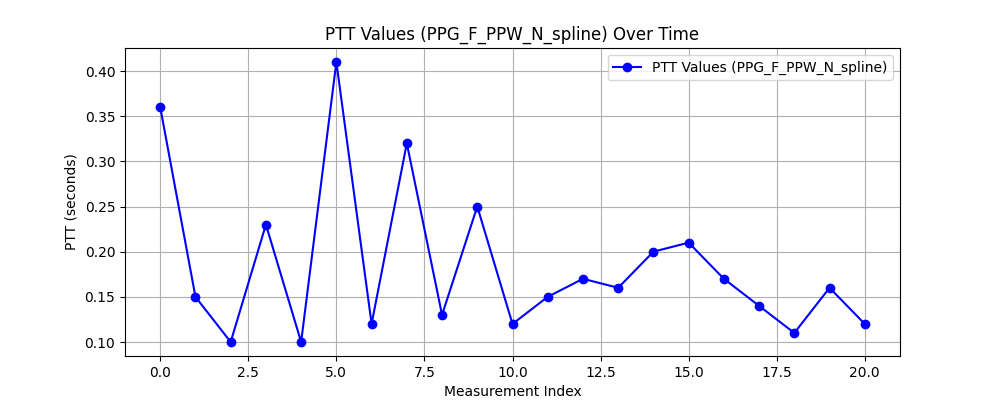 PTT Values (PPG_F_PPW_N_spline) Over Time
PTT Values (PPG_F_PPW_N_spline)
PTT (seconds)
0.40
0.35
0.30
0.25
0.20
0.15
0.10
0.0 2.5 5.0 7.5 10.0 12.5 15.0 17.5 20.0
Measurement Index